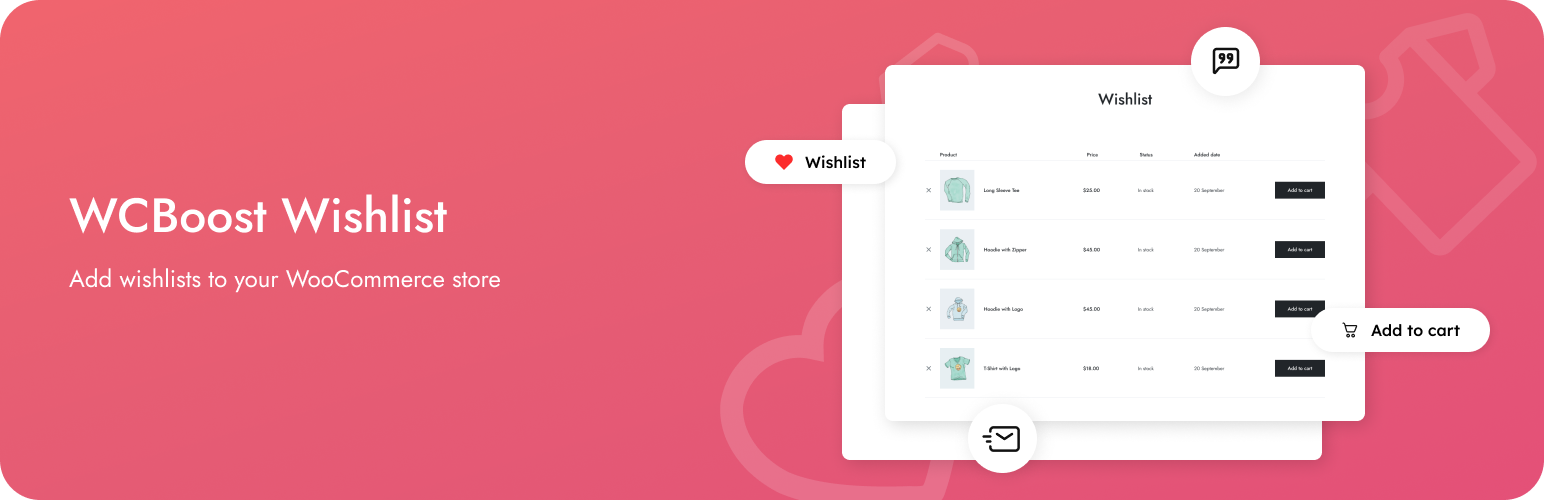 WCBoost Wishlist
Add wishlists to your WooCommerce store
Wishlist
Wishlist
Product Price Status Added date
Long Sleeve Tee $25.00 In stock 20 September Add to cart
Hoodie with Zipper $45.00 In stock 20 September Add to cart
Hoodie with Logo $45.00 In stock 20 September Add to cart
Add to cart
T-Shirt with Logo $18.00 In stock 20 September Add to cart